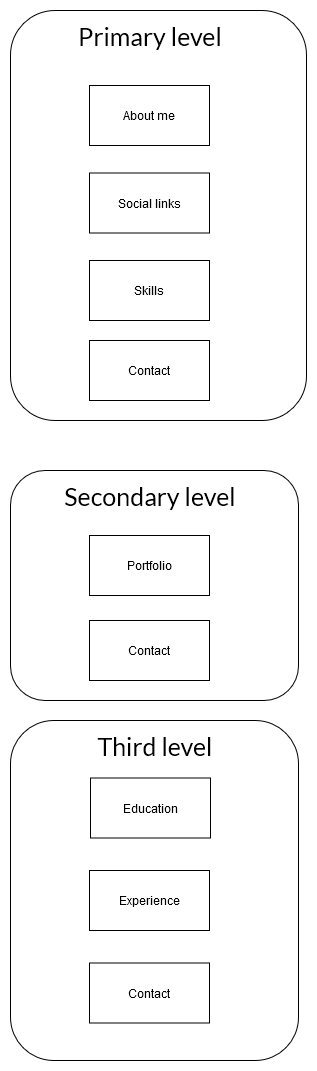 Primary level
About me
Social links
Skills
Contact
Secondary level
Portfolio
Contact
Third level
Education
Experience
Contact